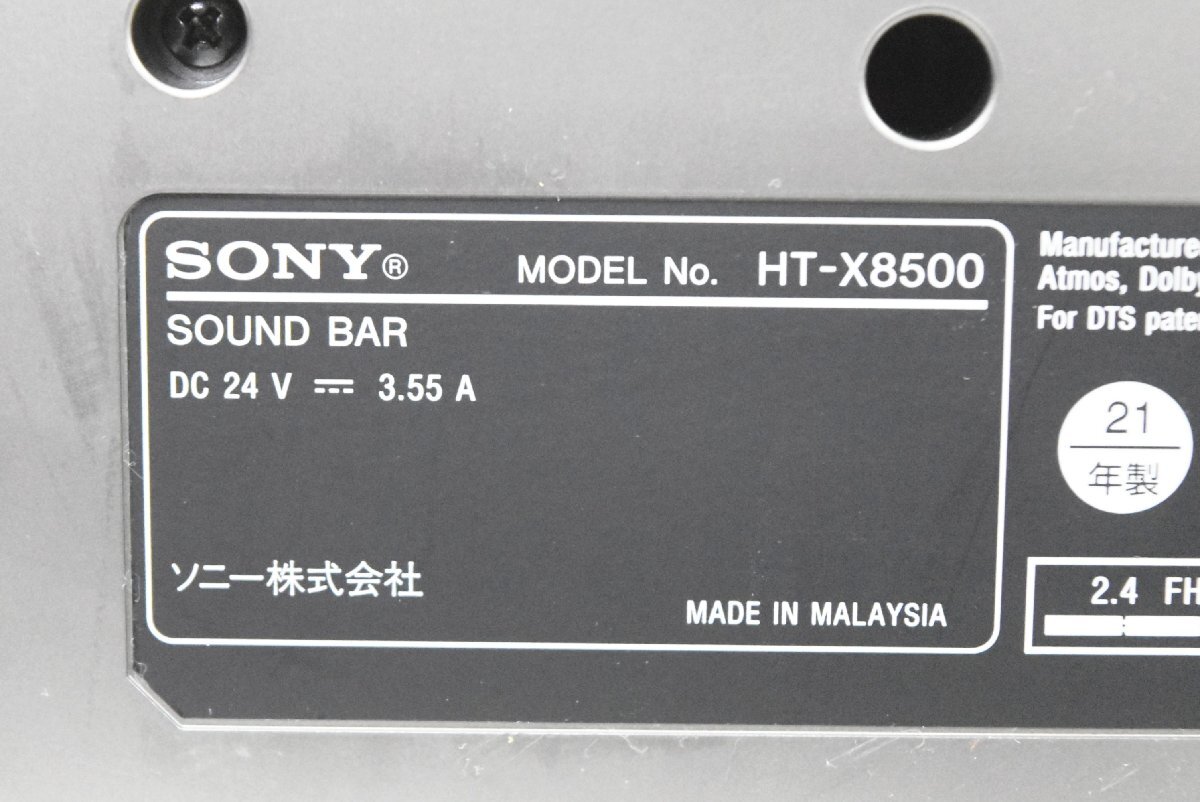 SONY®
MODEL No. HT-X8500
SOUND BAR
DC 24 V ⎓ 3.55 A
ソニー株式会社
MADE IN MALAYSIA
Manufacture
Atmos, Dolby
For DTS pate
21
年製
2.4 FH